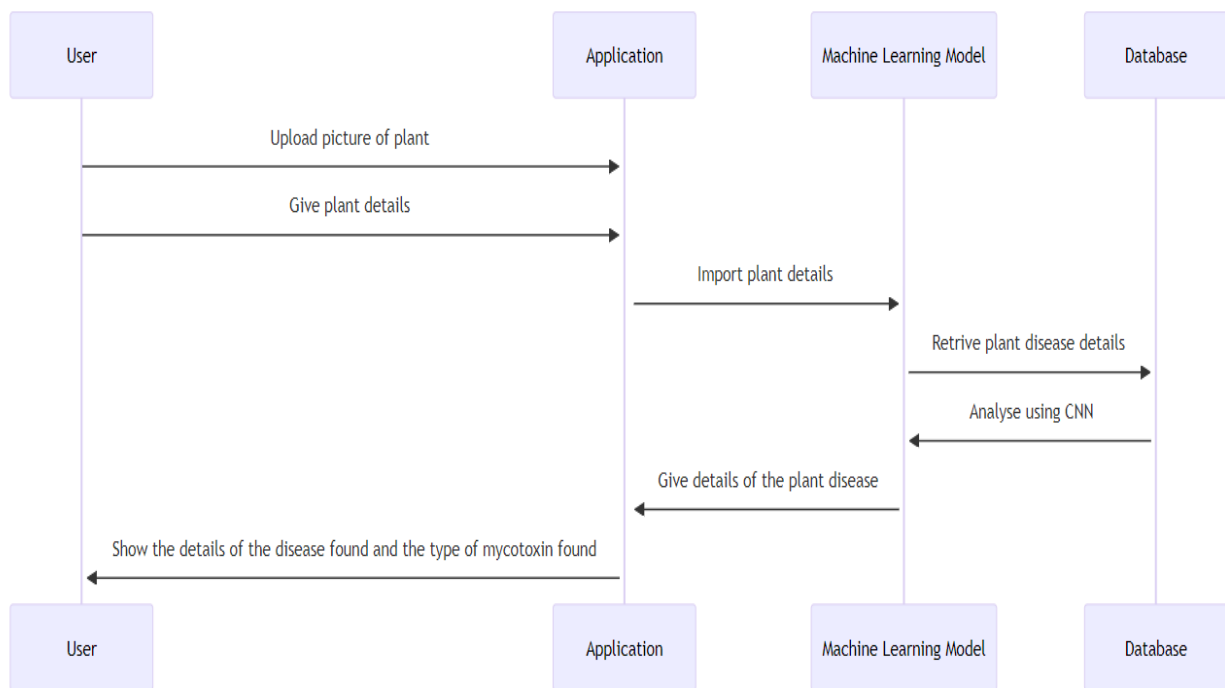 User
Application
Machine Learning Model
Database
Upload picture of plant
Give plant details
Import plant details
Retrive plant disease details
Analyse using CNN
Give details of the plant disease
Show the details of the disease found and the type of mycotoxin found
User
Application
Machine Learning Model
Database